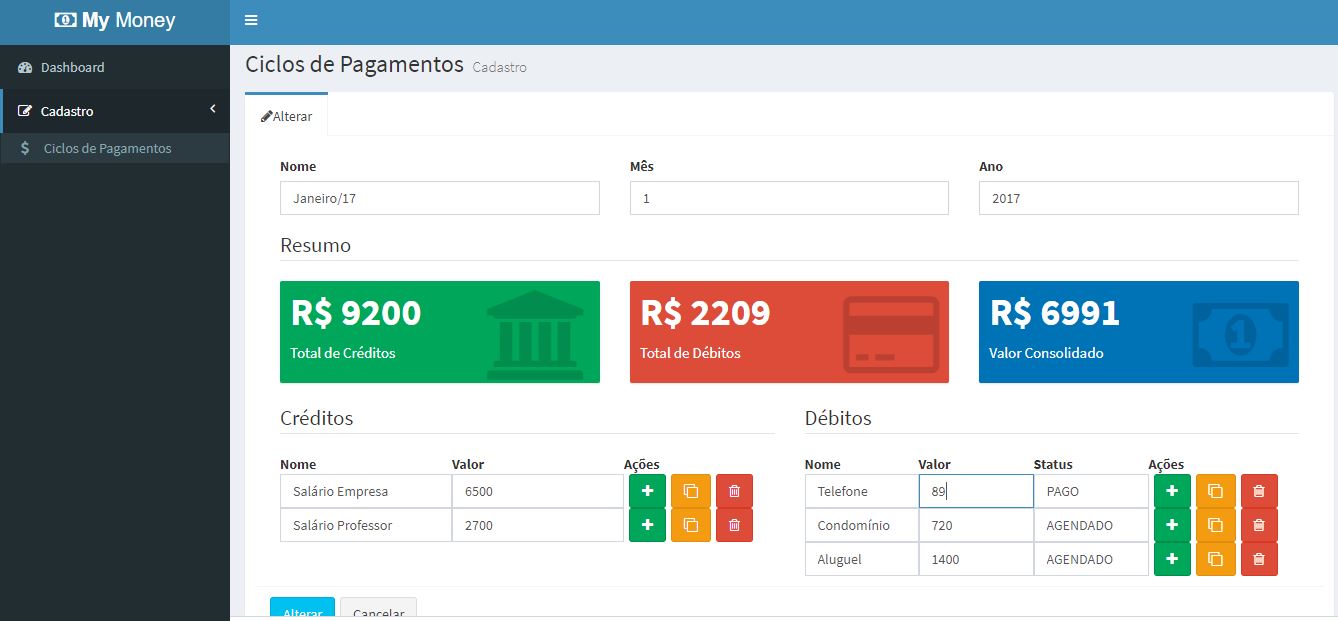 My Money
Dashboard
Cadastro
Ciclos de Pagamentos
Ciclos de Pagamentos Cadastro
Alterar
Nome Mês Ano
Janeiro/17 1 2017
Resumo
R$ 9200 R$ 2209 R$ 6991
Total de Créditos Total de Débitos Valor Consolidado
Créditos
Nome Valor Ações
Salário Empresa 6500
Salário Professor 2700
Débitos
Nome Valor Status Ações
Telefone 89 PAGO
Condomínio 720 AGENDADO
Aluguel 1400 AGENDADO
Alterar Cancelar